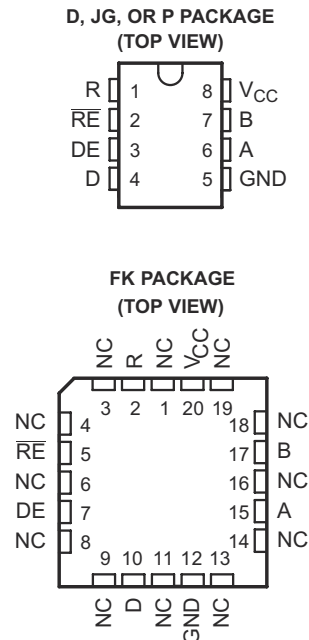 D, JG, OR P PACKAGE
(TOP VIEW)
R 1 8 VCC
RE 2 7 B
DE 3 6 A
D 4 5 GND
FK PACKAGE
(TOP VIEW)
NC R NC VCC NC
3 2 1 20 19
NC 4 18 NC
RE 5 17 B
NC 6 16 NC
DE 7 15 A
NC 8 14 NC
9 10 11 12 13
NC D NC GND NC